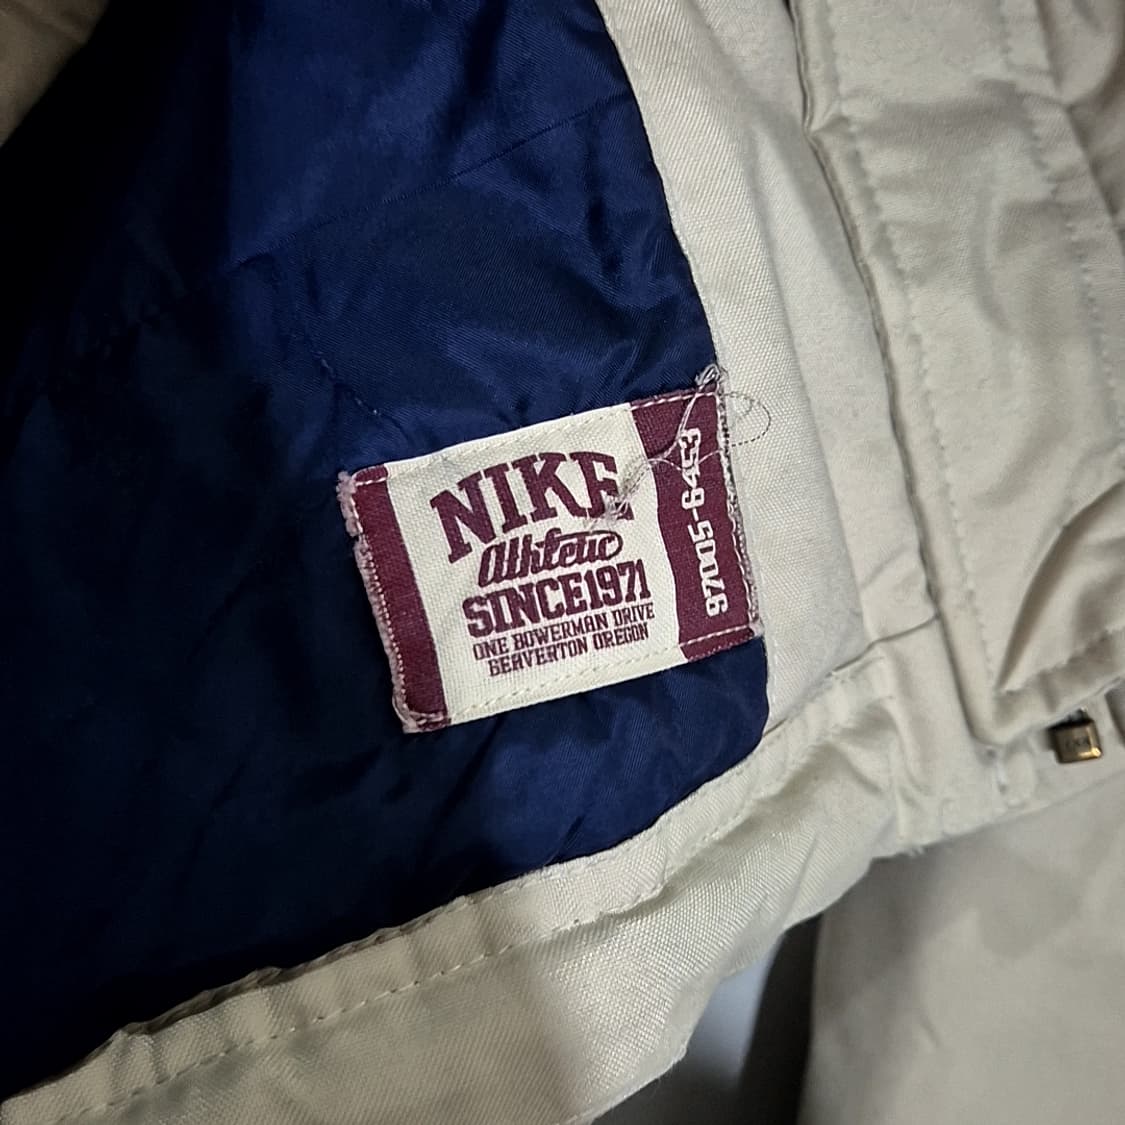 NIKE
Athletic
SINCE1971
ONE BOWERMAN DRIVE
BEAVERTON OREGON
97005-6453